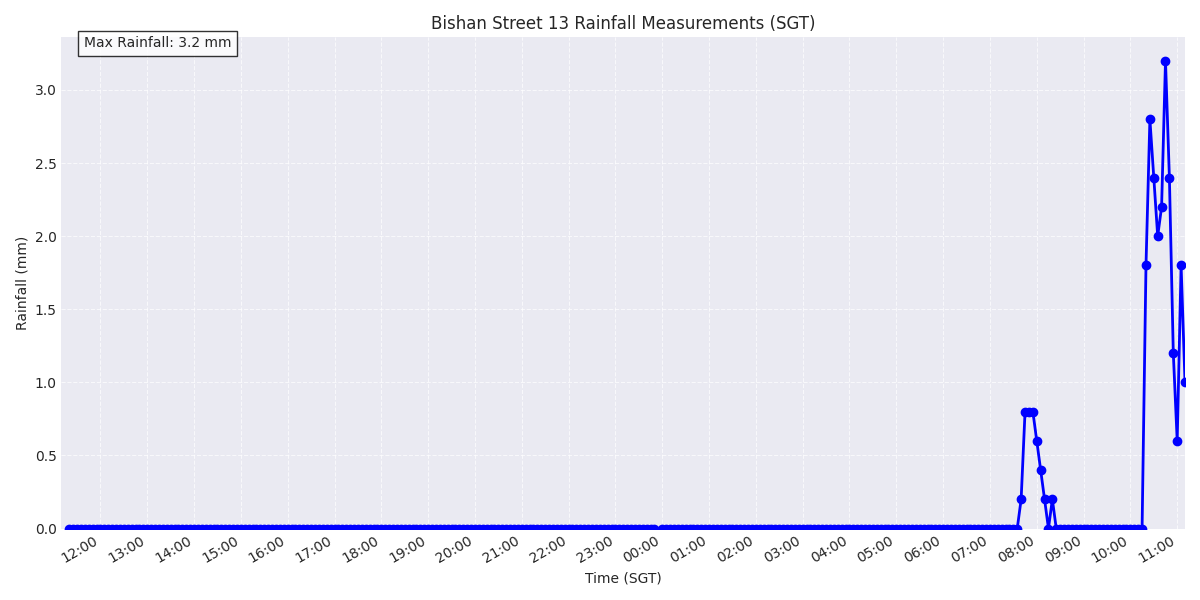 Bishan Street 13 Rainfall Measurements (SGT)
Max Rainfall: 3.2 mm
Rainfall (mm)
3.0
2.5
2.0
1.5
1.0
0.5
0.0
12:00 13:00 14:00 15:00 16:00 17:00 18:00 19:00 20:00 21:00 22:00 23:00 00:00 01:00 02:00 03:00 04:00 05:00 06:00 07:00 08:00 09:00 10:00 11:00
Time (SGT)